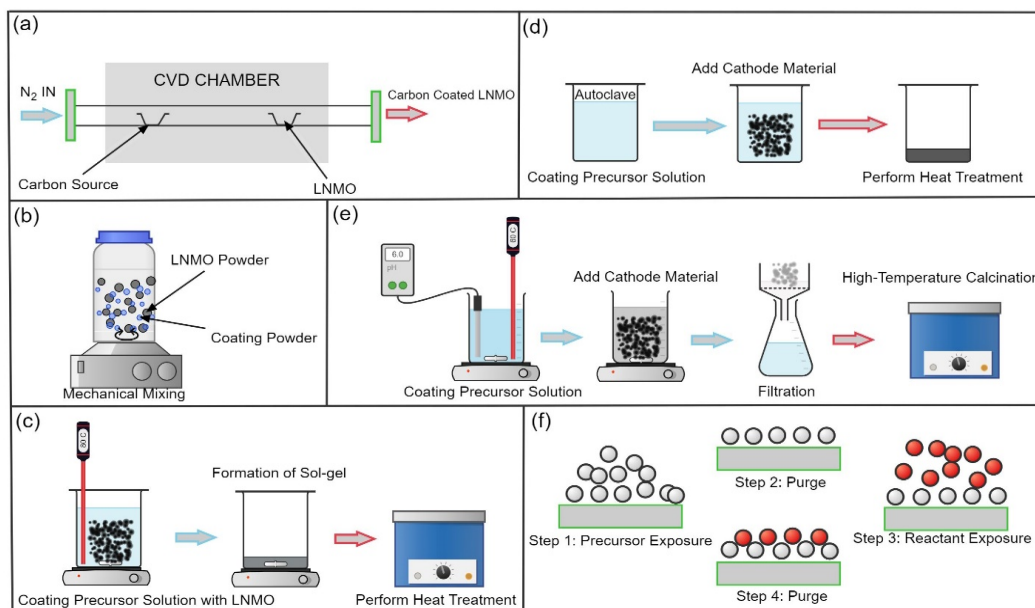 (a)
CVD CHAMBER
N₂ IN
Carbon Coated LNMO
Carbon Source
LNMO
(b)
LNMO Powder
Coating Powder
Mechanical Mixing
(c)
80 C
Formation of Sol-gel
Coating Precursor Solution with LNMO
Perform Heat Treatment
(d)
Add Cathode Material
Autoclave
Coating Precursor Solution
Perform Heat Treatment
(e)
6.0
pH
60 C
Add Cathode Material
High-Temperature Calcination
Coating Precursor Solution
Filtration
(f)
Step 1: Precursor Exposure
Step 2: Purge
Step 3: Reactant Exposure
Step 4: Purge